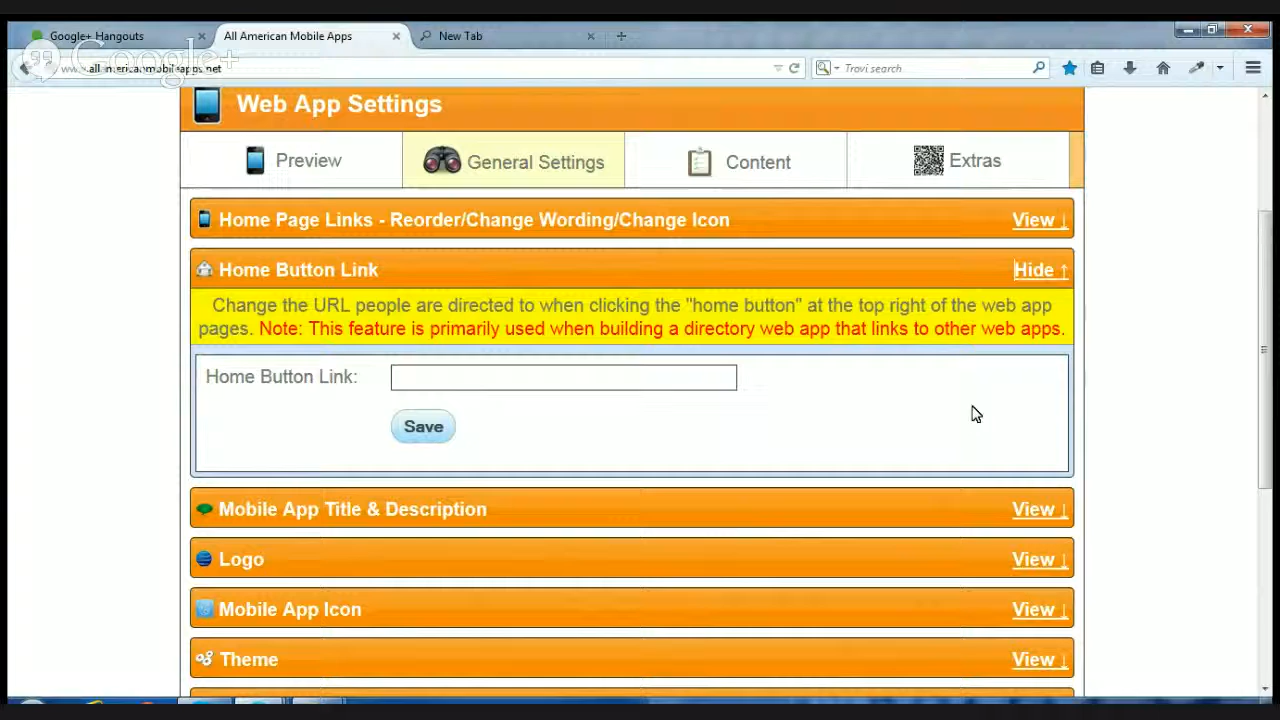 Google+ Hangouts
All American Mobile Apps
New Tab
Google+
www.allamericanmobileapps.net
Trovi search
Web App Settings
Preview
General Settings
Content
Extras
Home Page Links - Reorder/Change Wording/Change Icon
View ↓
Home Button Link
Hide ↑
Change the URL people are directed to when clicking the "home button" at the top right of the web app
pages. Note: This feature is primarily used when building a directory web app that links to other web apps.
Home Button Link:
Save
Mobile App Title & Description
View ↓
Logo
View ↓
Mobile App Icon
View ↓
Theme
View ↓